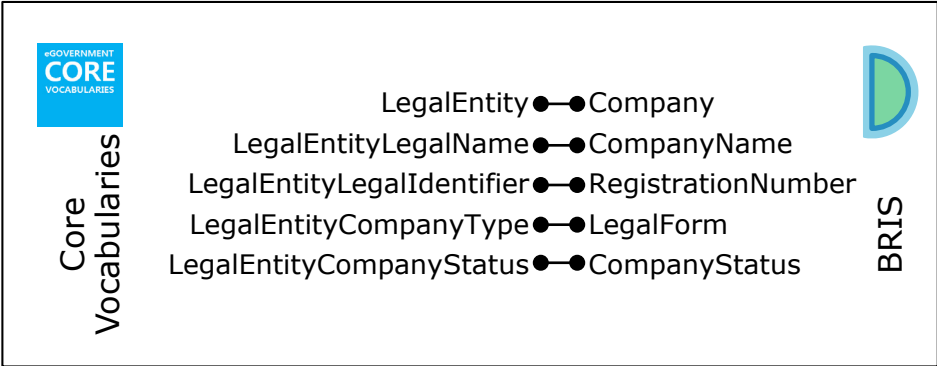 eGOVERNMENT
CORE
VOCABULARIES
Core
Vocabularies
LegalEntity Company
LegalEntityLegalName CompanyName
LegalEntityLegalIdentifier RegistrationNumber
LegalEntityCompanyType LegalForm
LegalEntityCompanyStatus CompanyStatus
BRIS